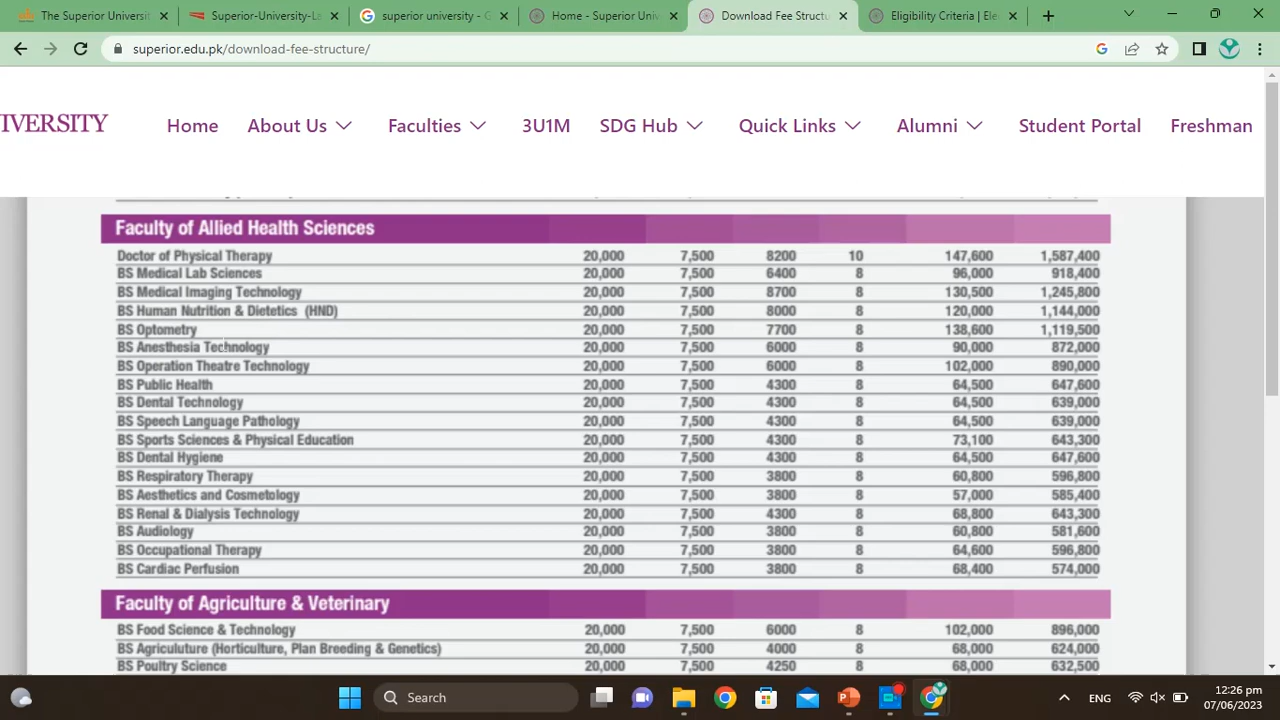 The Superior Universit
Superior-University-La
superior university - G
Home - Superior Univ
Download Fee Structu
Eligibility Criteria | Ele
superior.edu.pk/download-fee-structure/
IVERSITY
Home About Us Faculties 3U1M SDG Hub Quick Links Alumni Student Portal Freshman
Faculty of Allied Health Sciences
Doctor of Physical Therapy 20,000 7,500 8200 10 147,600 1,587,400
BS Medical Lab Sciences 20,000 7,500 6400 8 96,000 918,400
BS Medical Imaging Technology 20,000 7,500 8700 8 130,500 1,245,800
BS Human Nutrition & Dietetics (HND) 20,000 7,500 8000 8 120,000 1,144,000
BS Optometry 20,000 7,500 7700 8 138,600 1,119,500
BS Anesthesia Technology 20,000 7,500 6000 8 90,000 872,000
BS Operation Theatre Technology 20,000 7,500 6000 8 102,000 890,000
BS Public Health 20,000 7,500 4300 8 64,500 647,600
BS Dental Technology 20,000 7,500 4300 8 64,500 639,000
BS Speech Language Pathology 20,000 7,500 4300 8 64,500 639,000
BS Sports Sciences & Physical Education 20,000 7,500 4300 8 73,100 643,300
BS Dental Hygiene 20,000 7,500 4300 8 64,500 647,600
BS Respiratory Therapy 20,000 7,500 3800 8 60,800 596,800
BS Aesthetics and Cosmetology 20,000 7,500 3800 8 57,000 585,400
BS Renal & Dialysis Technology 20,000 7,500 4300 8 68,800 643,300
BS Audiology 20,000 7,500 3800 8 60,800 581,600
BS Occupational Therapy 20,000 7,500 3800 8 64,600 596,800
BS Cardiac Perfusion 20,000 7,500 3800 8 68,400 574,000
Faculty of Agriculture & Veterinary
BS Food Science & Technology 20,000 7,500 6000 8 102,000 896,000
BS Agriculuture (Horticulture, Plan Breeding & Genetics) 20,000 7,500 4000 8 68,000 624,000
BS Poultry Science 20,000 7,500 4250 8 68,000 632,500
Search
ENG
12:26 pm
07/06/2023